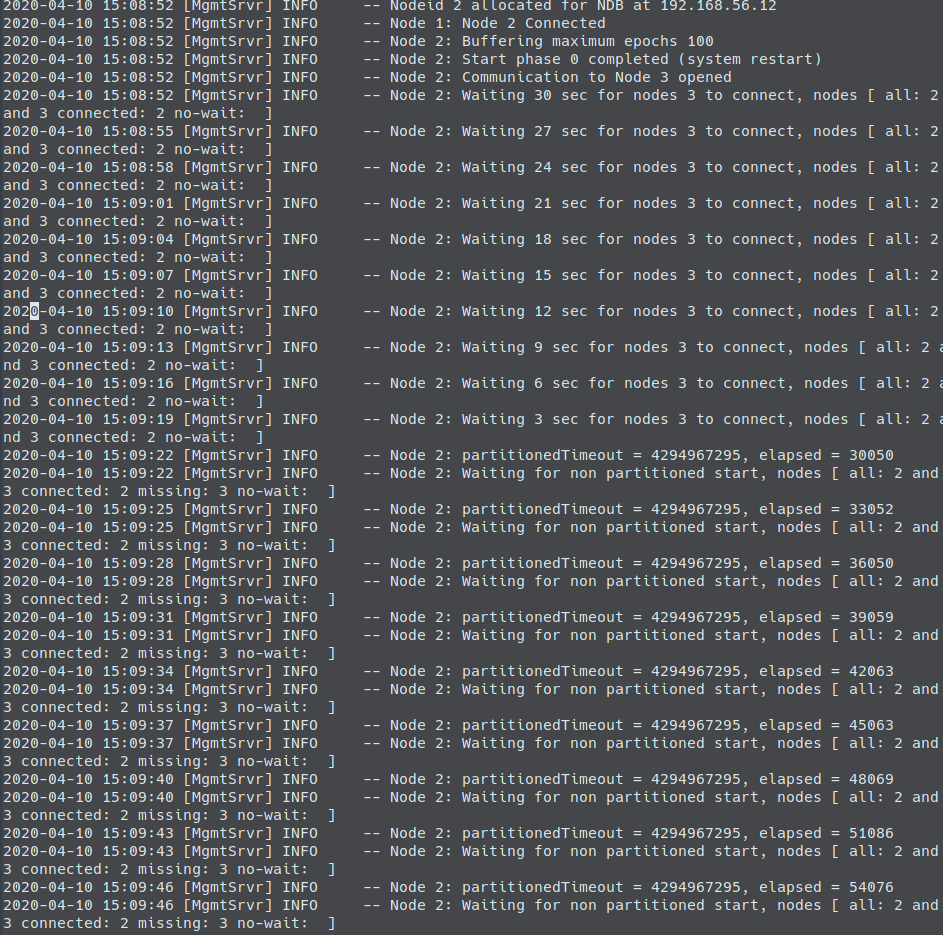 2020-04-10 15:08:52 [MgmtSrvr] INFO     -- Nodeid 2 allocated for NDB at 192.168.56.12
2020-04-10 15:08:52 [MgmtSrvr] INFO     -- Node 1: Node 2 Connected
2020-04-10 15:08:52 [MgmtSrvr] INFO     -- Node 2: Buffering maximum epochs 100
2020-04-10 15:08:52 [MgmtSrvr] INFO     -- Node 2: Start phase 0 completed (system restart)
2020-04-10 15:08:52 [MgmtSrvr] INFO     -- Node 2: Communication to Node 3 opened
2020-04-10 15:08:52 [MgmtSrvr] INFO     -- Node 2: Waiting 30 sec for nodes 3 to connect, nodes [ all: 2
and 3 connected: 2 no-wait:  ]
2020-04-10 15:08:55 [MgmtSrvr] INFO     -- Node 2: Waiting 27 sec for nodes 3 to connect, nodes [ all: 2
and 3 connected: 2 no-wait:  ]
2020-04-10 15:08:58 [MgmtSrvr] INFO     -- Node 2: Waiting 24 sec for nodes 3 to connect, nodes [ all: 2
and 3 connected: 2 no-wait:  ]
2020-04-10 15:09:01 [MgmtSrvr] INFO     -- Node 2: Waiting 21 sec for nodes 3 to connect, nodes [ all: 2
and 3 connected: 2 no-wait:  ]
2020-04-10 15:09:04 [MgmtSrvr] INFO     -- Node 2: Waiting 18 sec for nodes 3 to connect, nodes [ all: 2
and 3 connected: 2 no-wait:  ]
2020-04-10 15:09:07 [MgmtSrvr] INFO     -- Node 2: Waiting 15 sec for nodes 3 to connect, nodes [ all: 2
and 3 connected: 2 no-wait:  ]
2020-04-10 15:09:10 [MgmtSrvr] INFO     -- Node 2: Waiting 12 sec for nodes 3 to connect, nodes [ all: 2
and 3 connected: 2 no-wait:  ]
2020-04-10 15:09:13 [MgmtSrvr] INFO     -- Node 2: Waiting 9 sec for nodes 3 to connect, nodes [ all: 2 a
nd 3 connected: 2 no-wait:  ]
2020-04-10 15:09:16 [MgmtSrvr] INFO     -- Node 2: Waiting 6 sec for nodes 3 to connect, nodes [ all: 2 a
nd 3 connected: 2 no-wait:  ]
2020-04-10 15:09:19 [MgmtSrvr] INFO     -- Node 2: Waiting 3 sec for nodes 3 to connect, nodes [ all: 2 a
nd 3 connected: 2 no-wait:  ]
2020-04-10 15:09:22 [MgmtSrvr] INFO     -- Node 2: partitionedTimeout = 4294967295, elapsed = 30050
2020-04-10 15:09:22 [MgmtSrvr] INFO     -- Node 2: Waiting for non partitioned start, nodes [ all: 2 and
3 connected: 2 missing: 3 no-wait:  ]
2020-04-10 15:09:25 [MgmtSrvr] INFO     -- Node 2: partitionedTimeout = 4294967295, elapsed = 33052
2020-04-10 15:09:25 [MgmtSrvr] INFO     -- Node 2: Waiting for non partitioned start, nodes [ all: 2 and
3 connected: 2 missing: 3 no-wait:  ]
2020-04-10 15:09:28 [MgmtSrvr] INFO     -- Node 2: partitionedTimeout = 4294967295, elapsed = 36050
2020-04-10 15:09:28 [MgmtSrvr] INFO     -- Node 2: Waiting for non partitioned start, nodes [ all: 2 and
3 connected: 2 missing: 3 no-wait:  ]
2020-04-10 15:09:31 [MgmtSrvr] INFO     -- Node 2: partitionedTimeout = 4294967295, elapsed = 39059
2020-04-10 15:09:31 [MgmtSrvr] INFO     -- Node 2: Waiting for non partitioned start, nodes [ all: 2 and
3 connected: 2 missing: 3 no-wait:  ]
2020-04-10 15:09:34 [MgmtSrvr] INFO     -- Node 2: partitionedTimeout = 4294967295, elapsed = 42063
2020-04-10 15:09:34 [MgmtSrvr] INFO     -- Node 2: Waiting for non partitioned start, nodes [ all: 2 and
3 connected: 2 missing: 3 no-wait:  ]
2020-04-10 15:09:37 [MgmtSrvr] INFO     -- Node 2: partitionedTimeout = 4294967295, elapsed = 45063
2020-04-10 15:09:37 [MgmtSrvr] INFO     -- Node 2: Waiting for non partitioned start, nodes [ all: 2 and
3 connected: 2 missing: 3 no-wait:  ]
2020-04-10 15:09:40 [MgmtSrvr] INFO     -- Node 2: partitionedTimeout = 4294967295, elapsed = 48069
2020-04-10 15:09:40 [MgmtSrvr] INFO     -- Node 2: Waiting for non partitioned start, nodes [ all: 2 and
3 connected: 2 missing: 3 no-wait:  ]
2020-04-10 15:09:43 [MgmtSrvr] INFO     -- Node 2: partitionedTimeout = 4294967295, elapsed = 51086
2020-04-10 15:09:43 [MgmtSrvr] INFO     -- Node 2: Waiting for non partitioned start, nodes [ all: 2 and
3 connected: 2 missing: 3 no-wait:  ]
2020-04-10 15:09:46 [MgmtSrvr] INFO     -- Node 2: partitionedTimeout = 4294967295, elapsed = 54076
2020-04-10 15:09:46 [MgmtSrvr] INFO     -- Node 2: Waiting for non partitioned start, nodes [ all: 2 and
3 connected: 2 missing: 3 no-wait:  ]